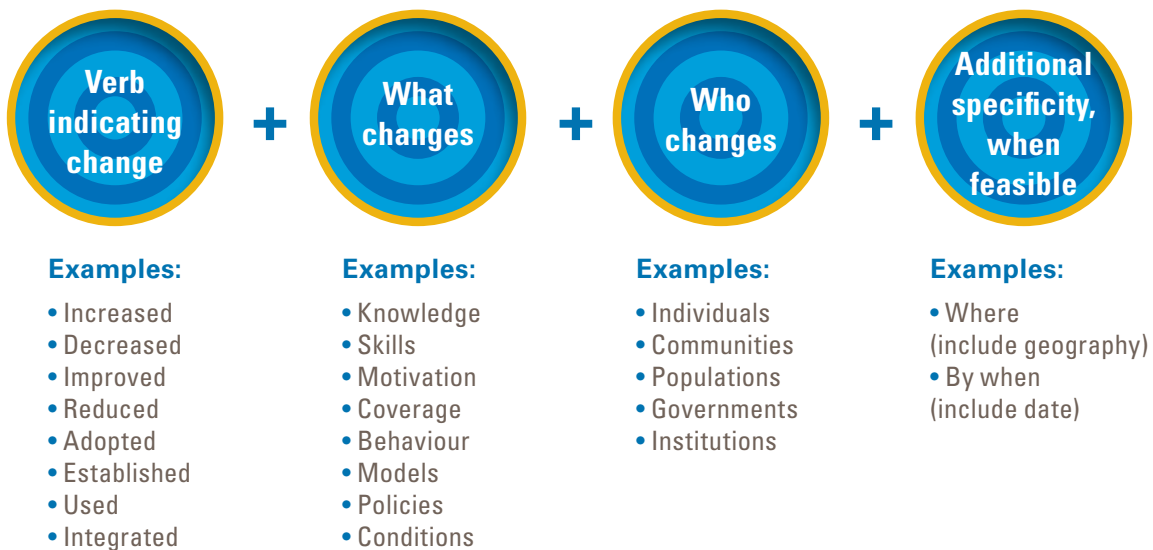 Verb
indicating
change
+
What
changes
+
Who
changes
+
Additional
specificity,
when
feasible
Examples:
• Increased
• Decreased
• Improved
• Reduced
• Adopted
• Established
• Used
• Integrated
Examples:
• Knowledge
• Skills
• Motivation
• Coverage
• Behaviour
• Models
• Policies
• Conditions
Examples:
• Individuals
• Communities
• Populations
• Governments
• Institutions
Examples:
• Where
(include geography)
• By when
(include date)